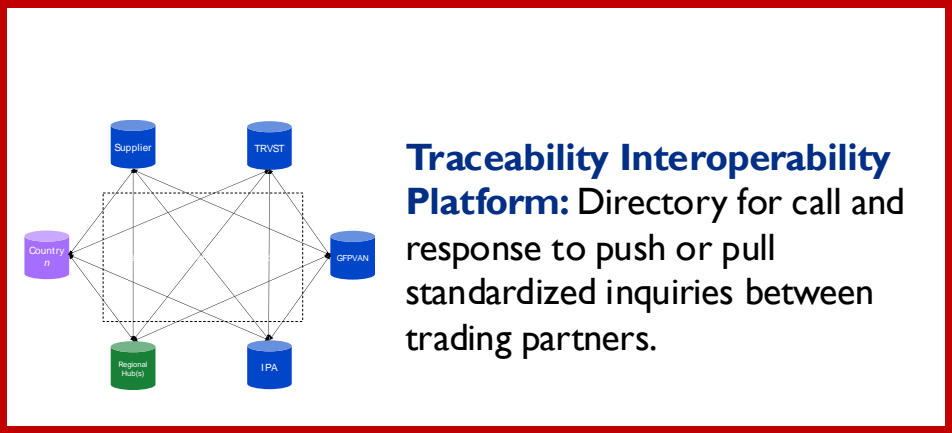 Supplier
TRVST
Country
n
GFPVAN
Regional
Hub(s)
IPA
Traceability Interoperability
Platform: Directory for call and
response to push or pull
standardized inquiries between
trading partners.